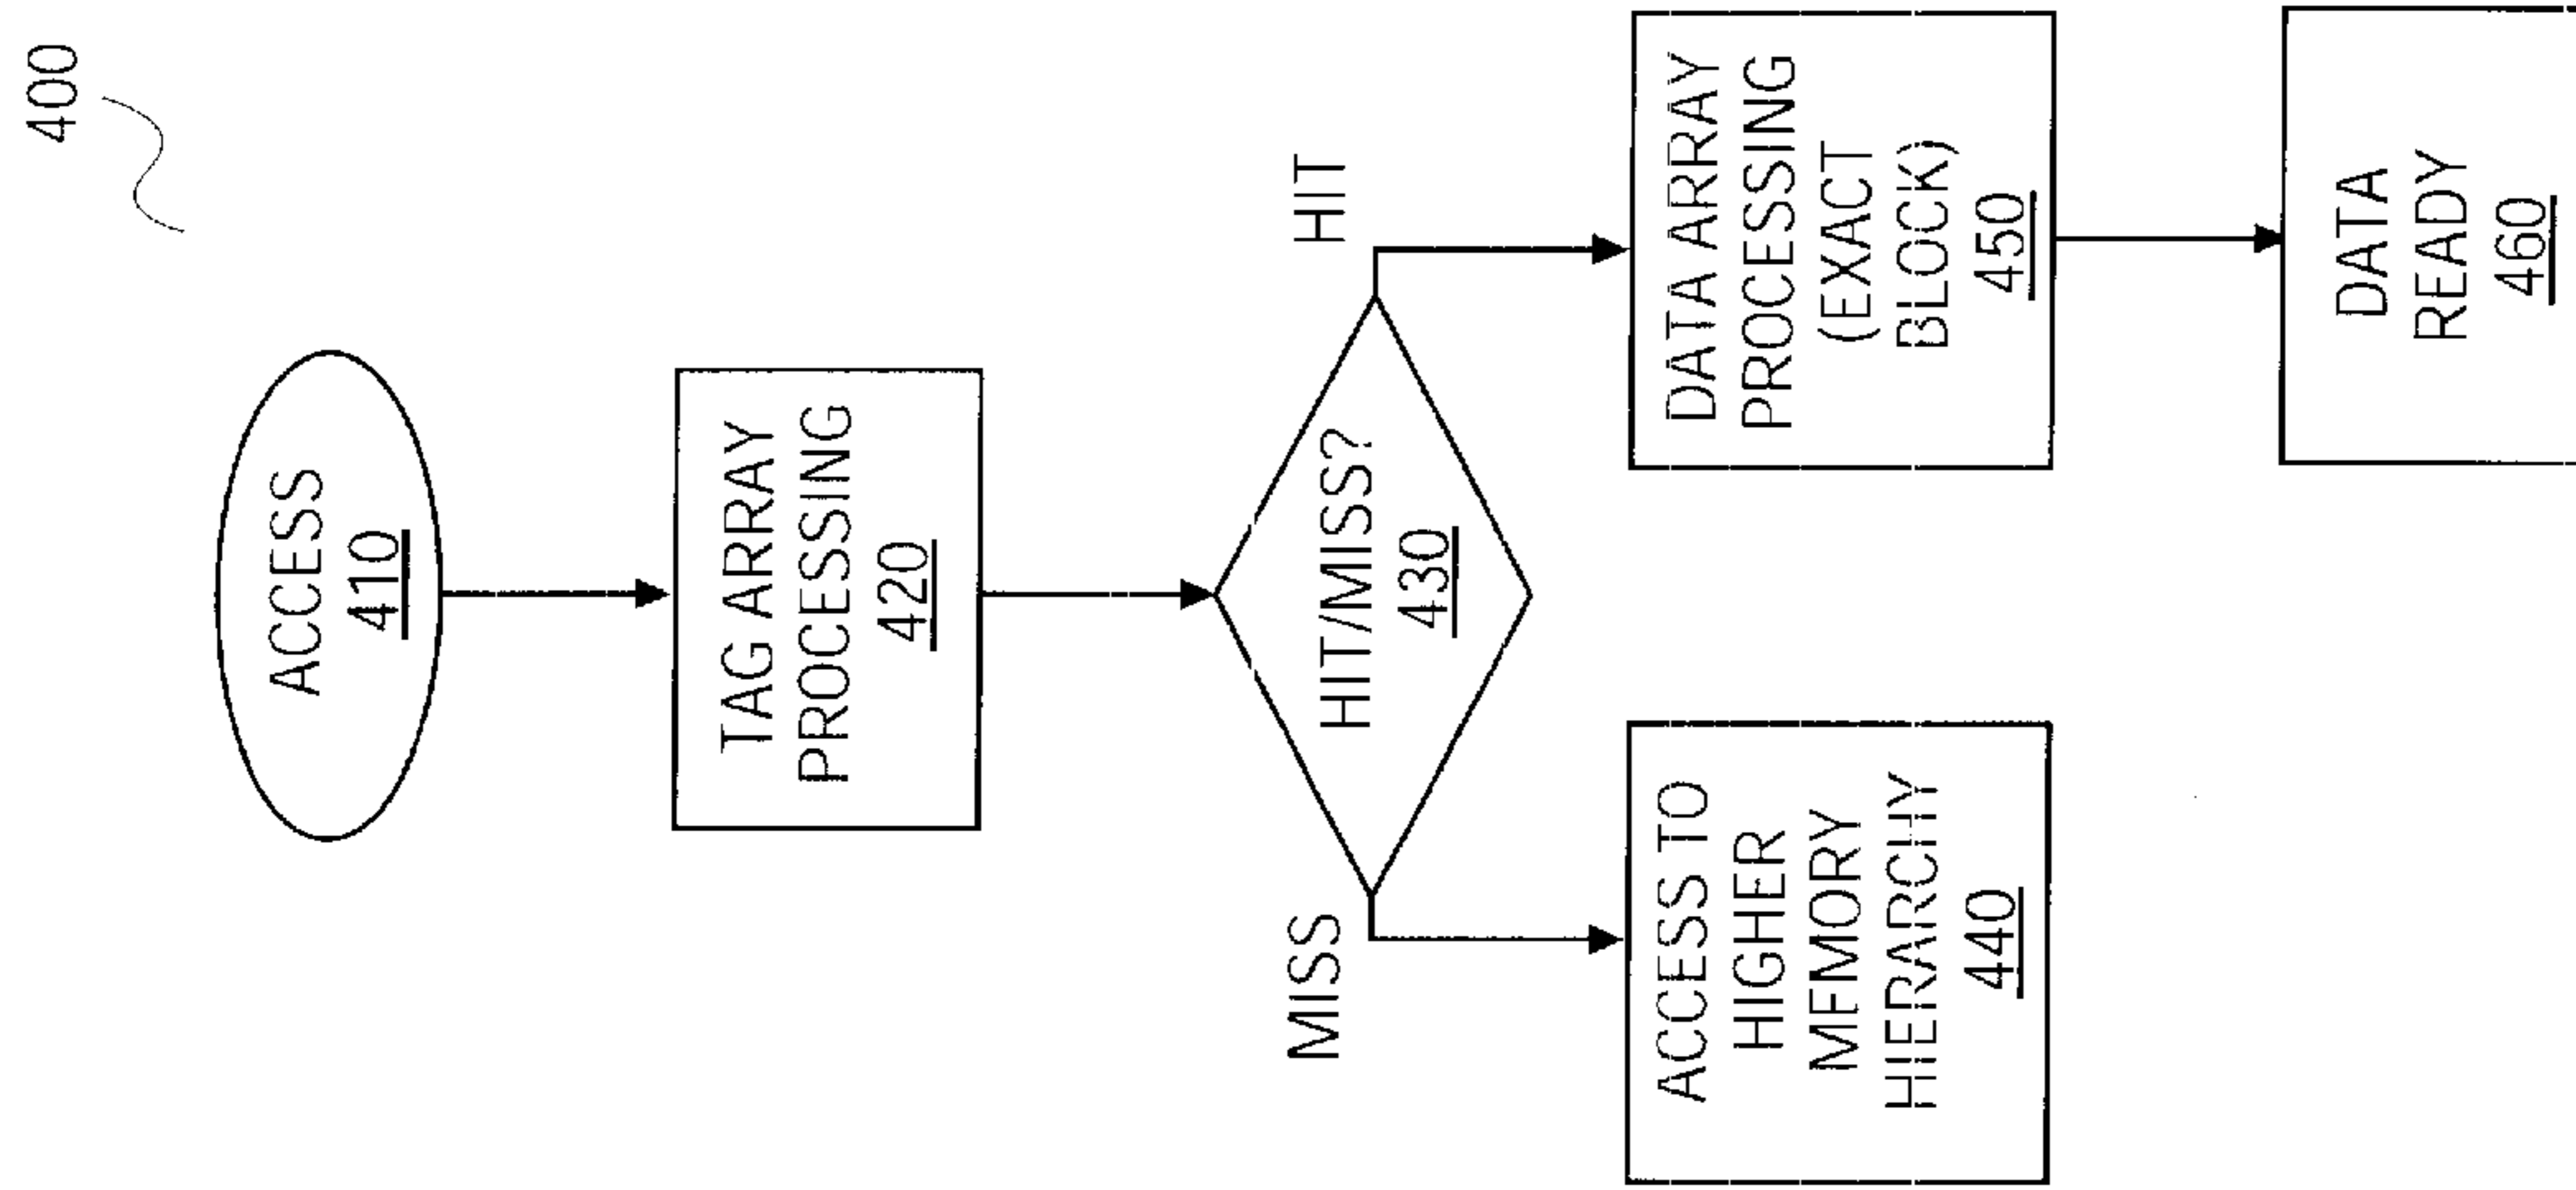 400
ACCESS
410
TAG ARRAY
PROCESSING
420
HIT/MISS?
430
MISS
HIT
ACCESS TO
HIGHER
MEMORY
HIERARCHY
440
DATA ARRAY
PROCESSING
(EXACT
BLOCK)
450
DATA
READY
460